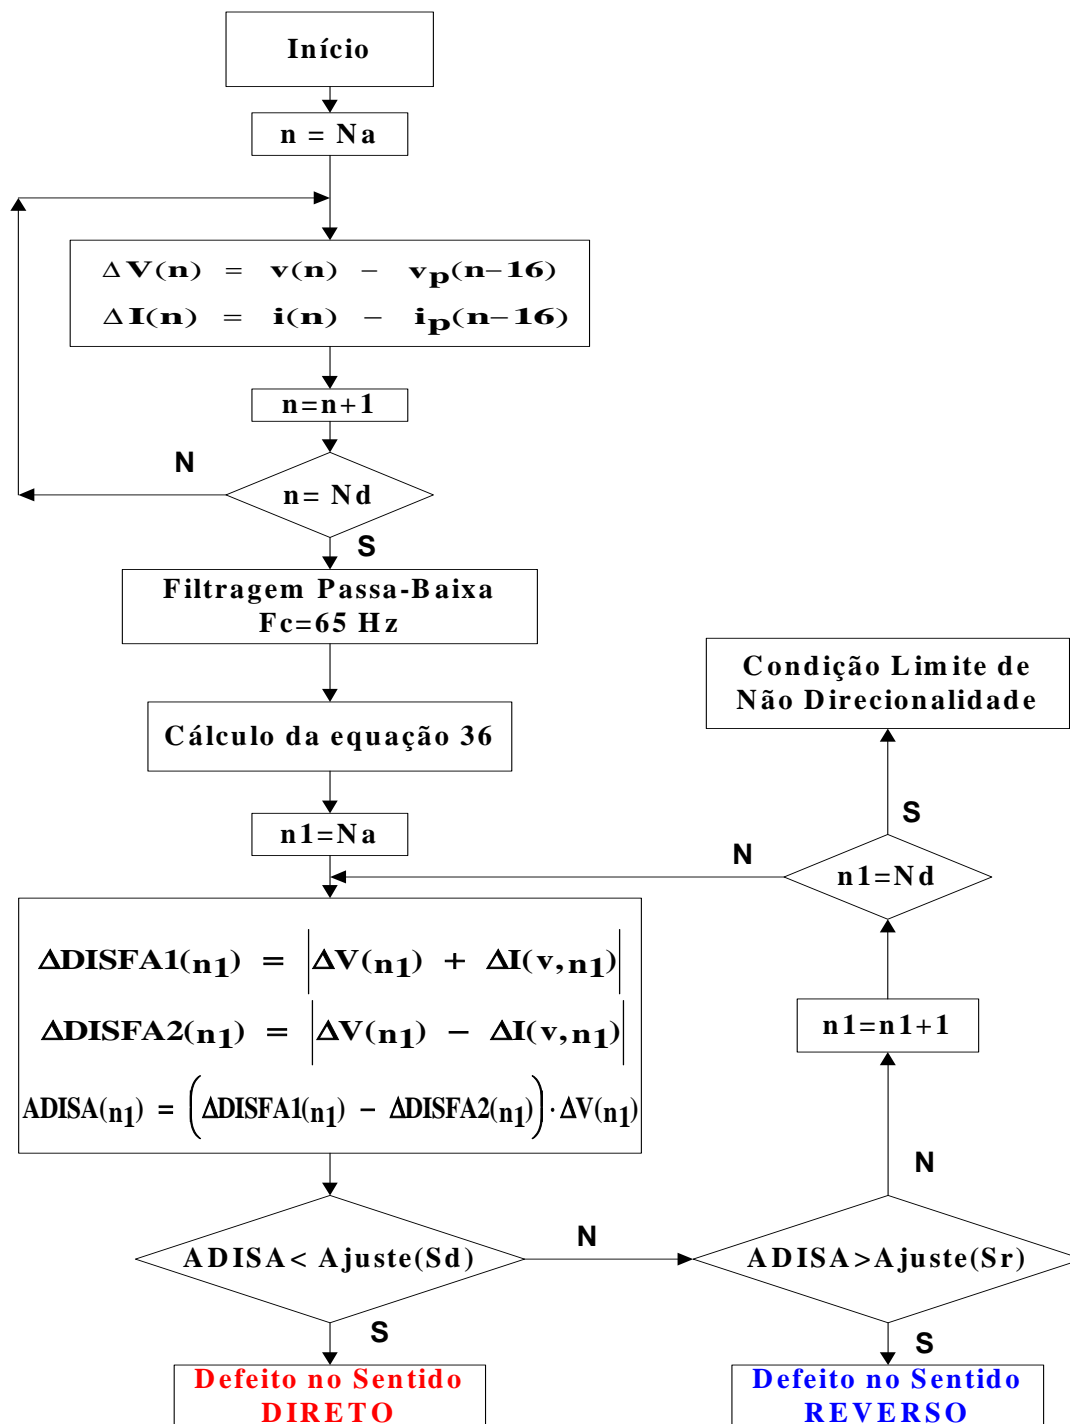 Início
n = Na
ΔV(n) = v(n) − vp(n−16)
ΔI(n) = i(n) − ip(n−16)
n=n+1
N
n= Nd
S
Filtragem Passa-Baixa
Fc=65 Hz
Cálculo da equação 36
n1=Na
Condição Limite de
Não Direcionalidade
S
N
n1=Nd
n1=n1+1
N
ΔDISFA1(n1) = |ΔV(n1) + ΔI(v,n1)|
ΔDISFA2(n1) = |ΔV(n1) − ΔI(v,n1)|
ADISA(n1) = (ΔDISFA1(n1) − ΔDISFA2(n1)) · ΔV(n1)
ADISA< Ajuste(Sd)
N
ADISA>Ajuste(Sr)
S
S
Defeito no Sentido
DIRETO
Defeito no Sentido
REVERSO